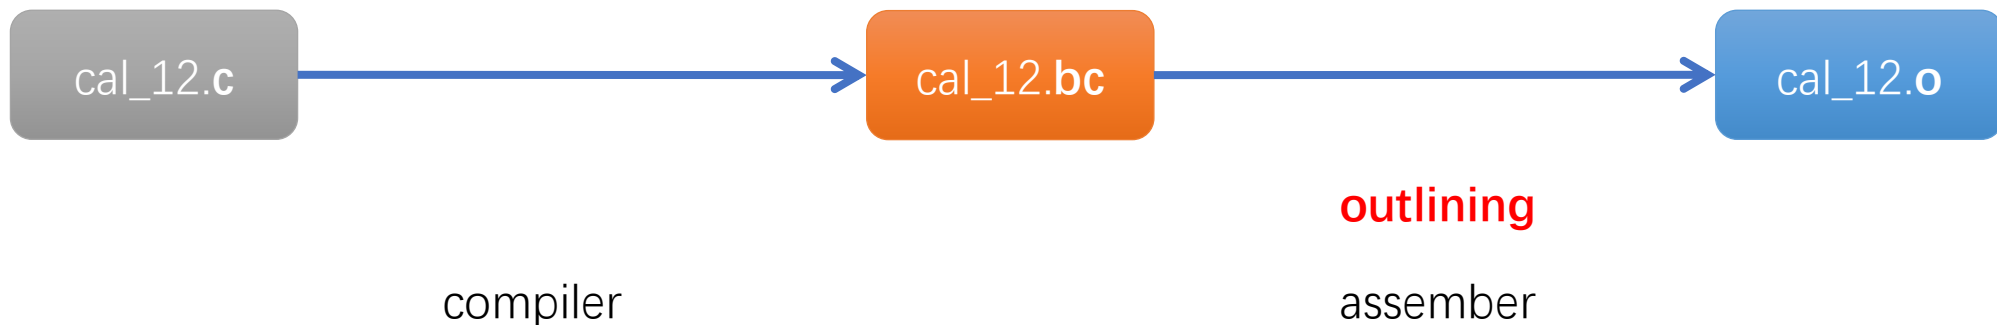 cal_12.c
cal_12.bc
cal_12.o
outlining
compiler
assember